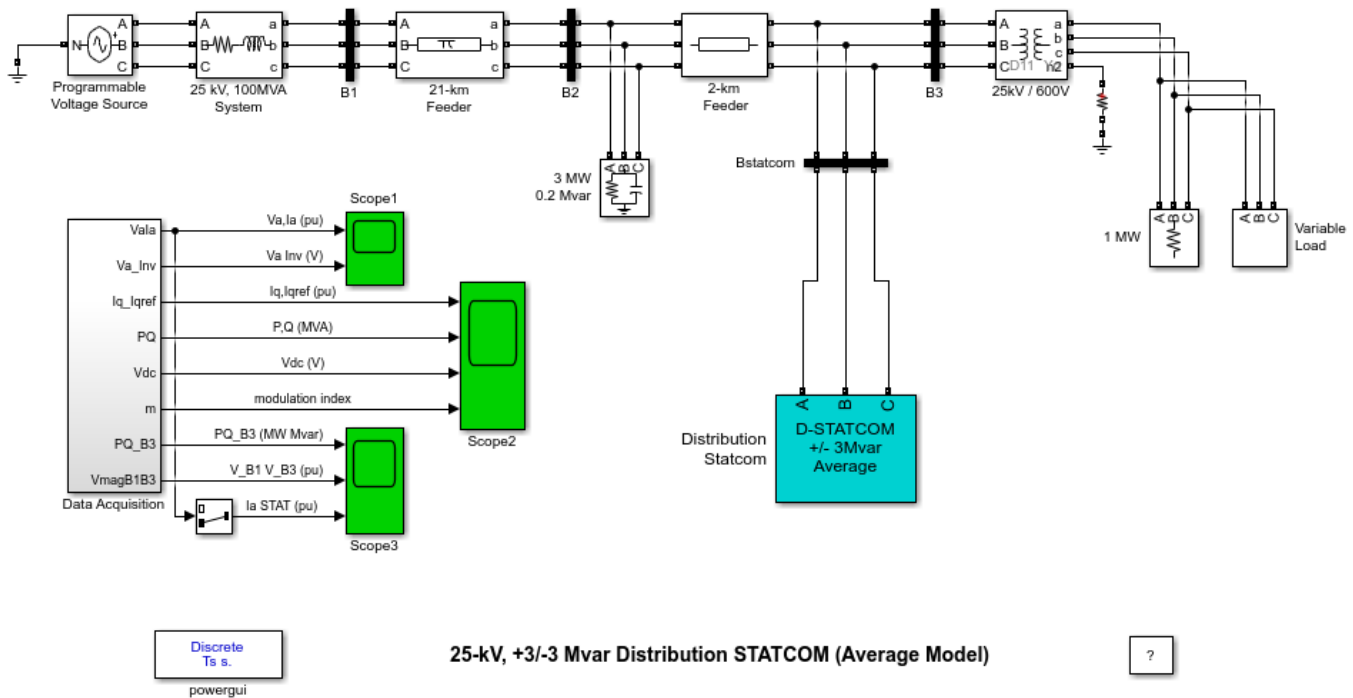 N
A
B
C
Programmable
Voltage Source
A
B
C
a
b
c
25 kV, 100MVA
System
B1
A
B
C
a
b
c
21-km
Feeder
B2
2-km
Feeder
B3
A
B
C
a
b
c
n2
25kV / 600V
A
B
C
3 MW
0.2 Mvar
Bstatcom
A
B
C
1 MW
A
B
C
Variable
Load
A
B
C
D-STATCOM
+/- 3Mvar
Average
Distribution
Statcom
VaIa
Va_Inv
Iq_Iqref
PQ
Vdc
m
PQ_B3
VmagB1B3
Data Acquisition
Va,Ia (pu)
Va Inv (V)
Scope1
Iq,Iqref (pu)
P,Q (MVA)
Vdc (V)
modulation index
Scope2
PQ_B3 (MW Mvar)
V_B1 V_B3 (pu)
Ia STAT (pu)
Scope3
Discrete
Ts s.
powergui
25-kV, +3/-3 Mvar Distribution STATCOM (Average Model)
?